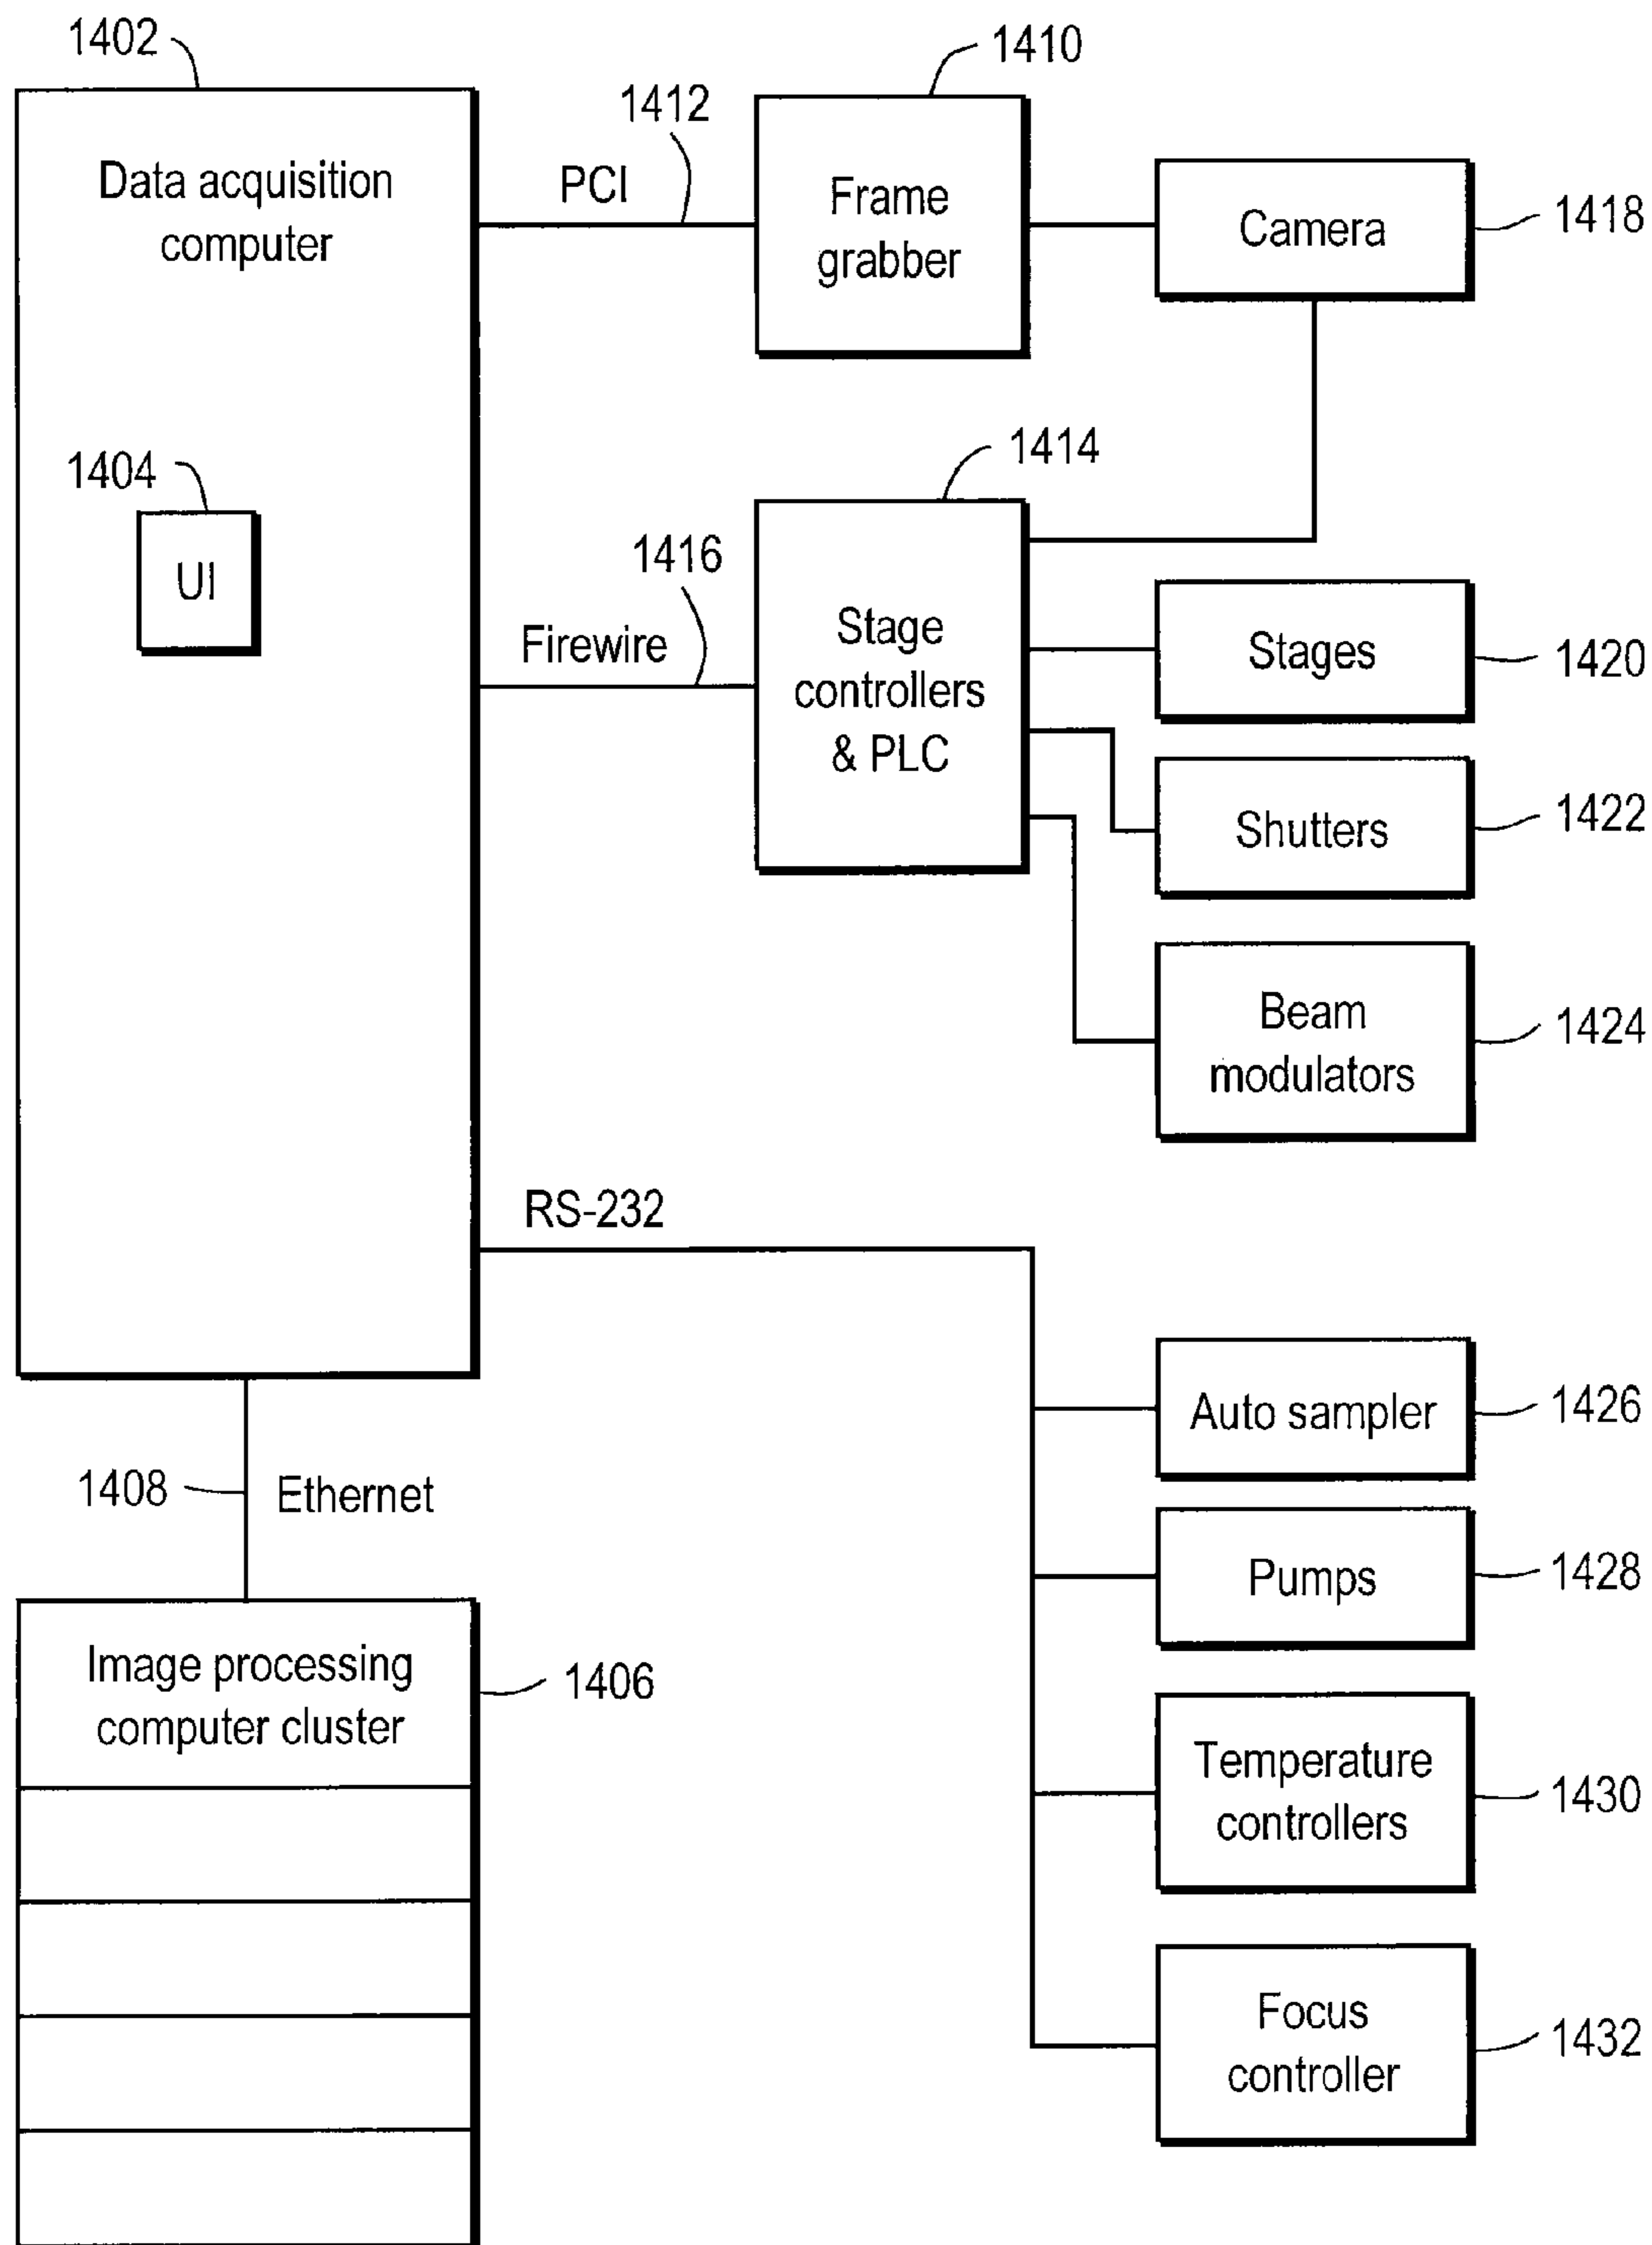 1402
1410
1412
Data acquisition
computer
PCI
Frame
grabber
Camera
1418
1404
UI
1414
1416
Firewire
Stage
controllers
& PLC
Stages
1420
Shutters
1422
Beam
modulators
1424
RS-232
Auto sampler
1426
1408
Ethernet
Pumps
1428
Image processing
computer cluster
1406
Temperature
controllers
1430
Focus
controller
1432